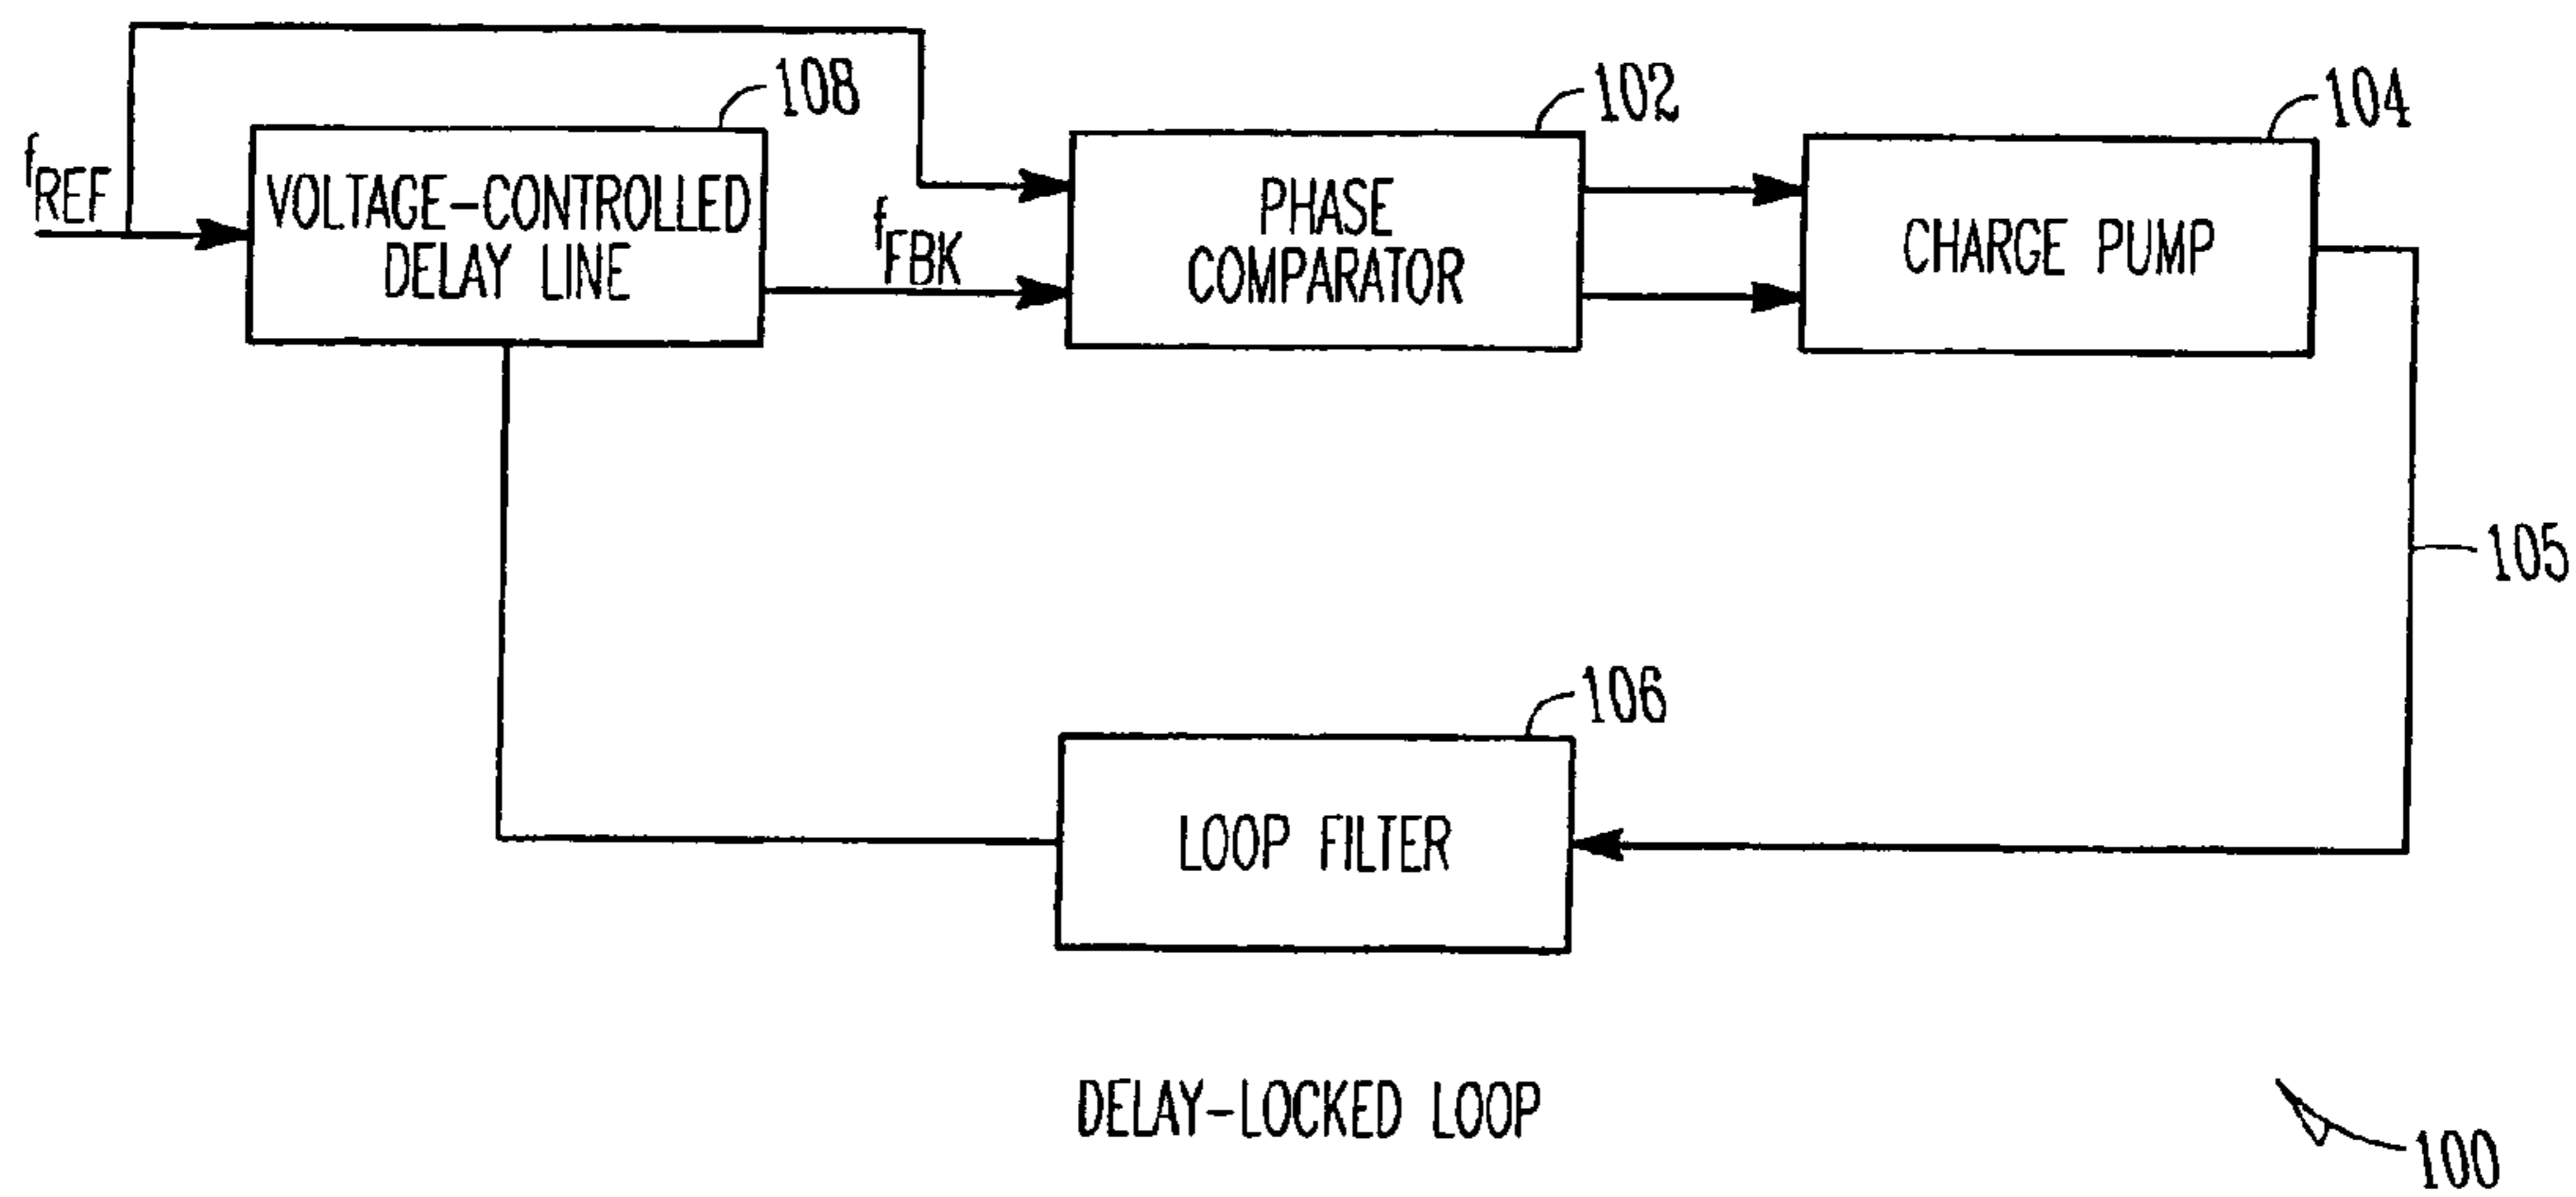 108
102
104
fREF
VOLTAGE-CONTROLLED
DELAY LINE
fFBK
PHASE
COMPARATOR
CHARGE PUMP
105
106
LOOP FILTER
DELAY-LOCKED LOOP
100